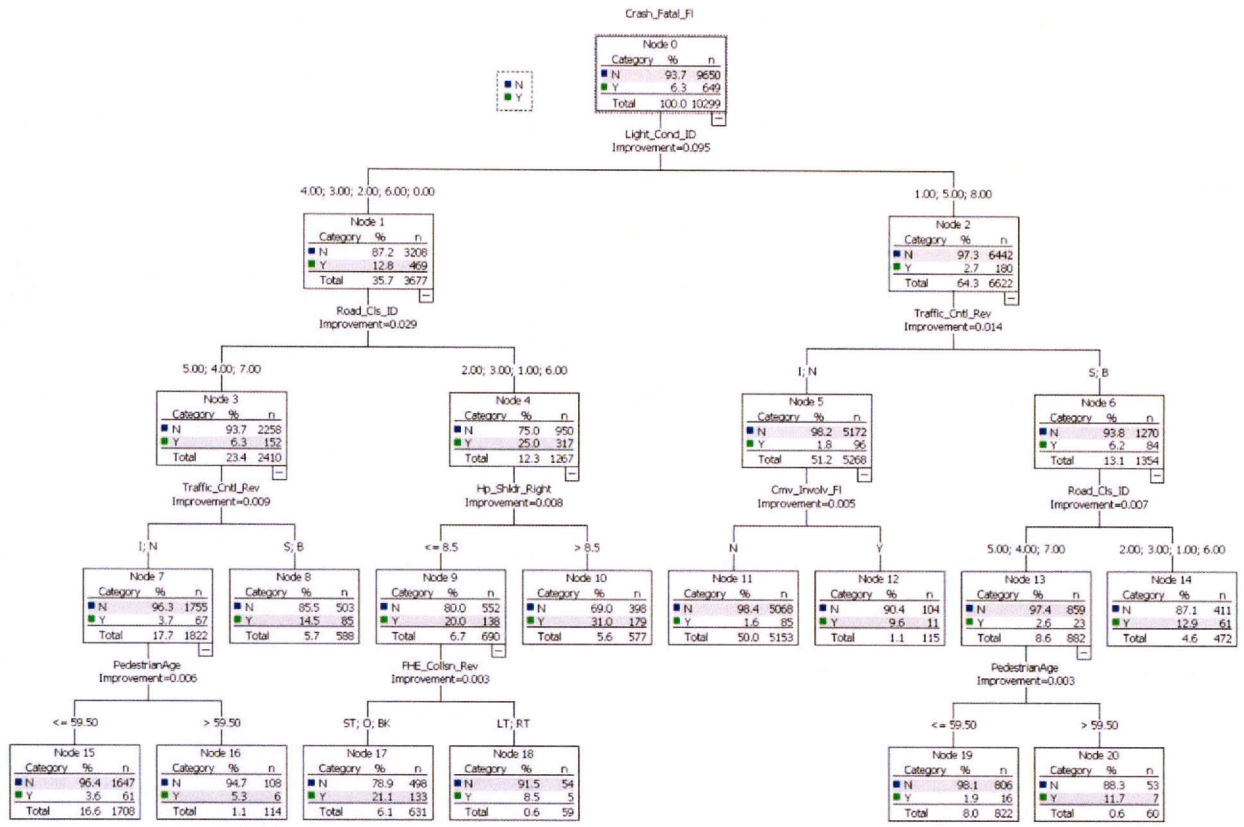 Crash_Fatal_Fl
N
Y
Node 0
Category % n
N 93.7 9650
Y 6.3 649
Total 100.0 10299
Light_Cond_ID
Improvement=0.095
4.00; 3.00; 2.00; 6.00; 0.00
1.00; 5.00; 8.00
Node 1
Category % n
N 87.2 3208
Y 12.8 469
Total 35.7 3677
Node 2
Category % n
N 97.3 6442
Y 2.7 180
Total 64.3 6622
Road_Cls_ID
Improvement=0.029
Traffic_Cntl_Rev
Improvement=0.014
5.00; 4.00; 7.00
2.00; 3.00; 1.00; 6.00
I; N
S; B
Node 3
Category % n
N 93.7 2258
Y 6.3 152
Total 23.4 2410
Node 4
Category % n
N 75.0 950
Y 25.0 317
Total 12.3 1267
Node 5
Category % n
N 98.2 5172
Y 1.8 96
Total 51.2 5268
Node 6
Category % n
N 93.8 1270
Y 6.2 84
Total 13.1 1354
Traffic_Cntl_Rev
Improvement=0.009
Hp_Shldr_Right
Improvement=0.008
Cmv_Involv_Fl
Improvement=0.005
Road_Cls_ID
Improvement=0.007
I; N
S; B
<= 8.5
> 8.5
N
Y
5.00; 4.00; 7.00
2.00; 3.00; 1.00; 6.00
Node 7
Category % n
N 96.3 1755
Y 3.7 67
Total 17.7 1822
Node 8
Category % n
N 85.5 503
Y 14.5 85
Total 5.7 588
Node 9
Category % n
N 80.0 552
Y 20.0 138
Total 6.7 690
Node 10
Category % n
N 69.0 398
Y 31.0 179
Total 5.6 577
Node 11
Category % n
N 98.4 5068
Y 1.6 85
Total 50.0 5153
Node 12
Category % n
N 90.4 104
Y 9.6 11
Total 1.1 115
Node 13
Category % n
N 97.4 859
Y 2.6 23
Total 8.6 882
Node 14
Category % n
N 87.1 411
Y 12.9 61
Total 4.6 472
PedestrianAge
Improvement=0.006
FHE_Collsn_Rev
Improvement=0.003
PedestrianAge
Improvement=0.003
<= 59.50
> 59.50
ST; O; BK
LT; RT
<= 59.50
> 59.50
Node 15
Category % n
N 96.4 1647
Y 3.6 61
Total 16.6 1708
Node 16
Category % n
N 94.7 108
Y 5.3 6
Total 1.1 114
Node 17
Category % n
N 78.9 498
Y 21.1 133
Total 6.1 631
Node 18
Category % n
N 91.5 54
Y 8.5 5
Total 0.6 59
Node 19
Category % n
N 98.1 806
Y 1.9 16
Total 8.0 822
Node 20
Category % n
N 88.3 53
Y 11.7 7
Total 0.6 60